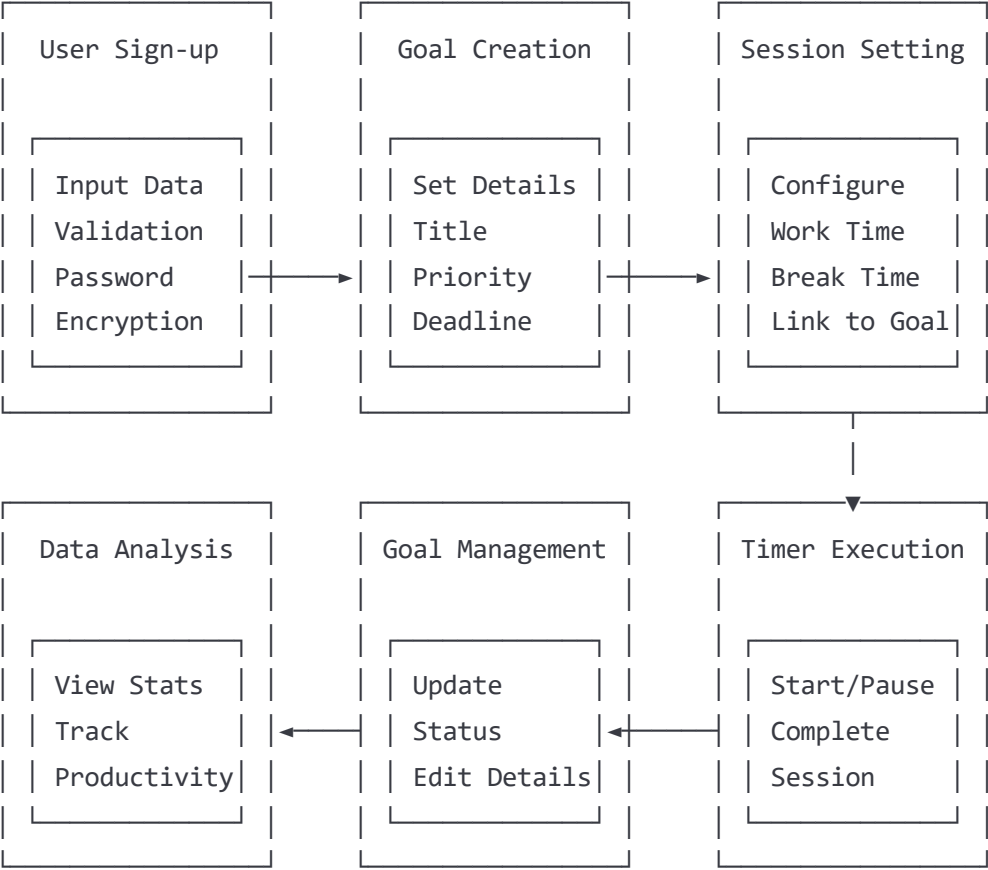 User Sign-up
Input Data
Validation
Password
Encryption
Goal Creation
Set Details
Title
Priority
Deadline
Session Setting
Configure
Work Time
Break Time
Link to Goal
Timer Execution
Start/Pause
Complete
Session
Goal Management
Update
Status
Edit Details
Data Analysis
View Stats
Track
Productivity